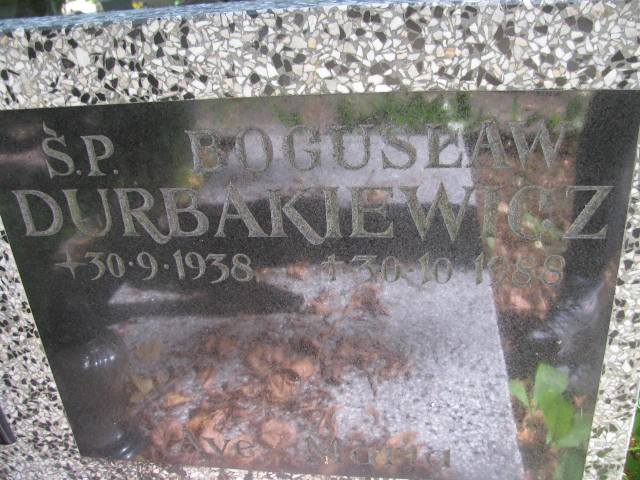 Ś.P. BOGUSŁAW
DURBAKIEWICZ
+30·9·1938 +30·10·1988
Ave Maria